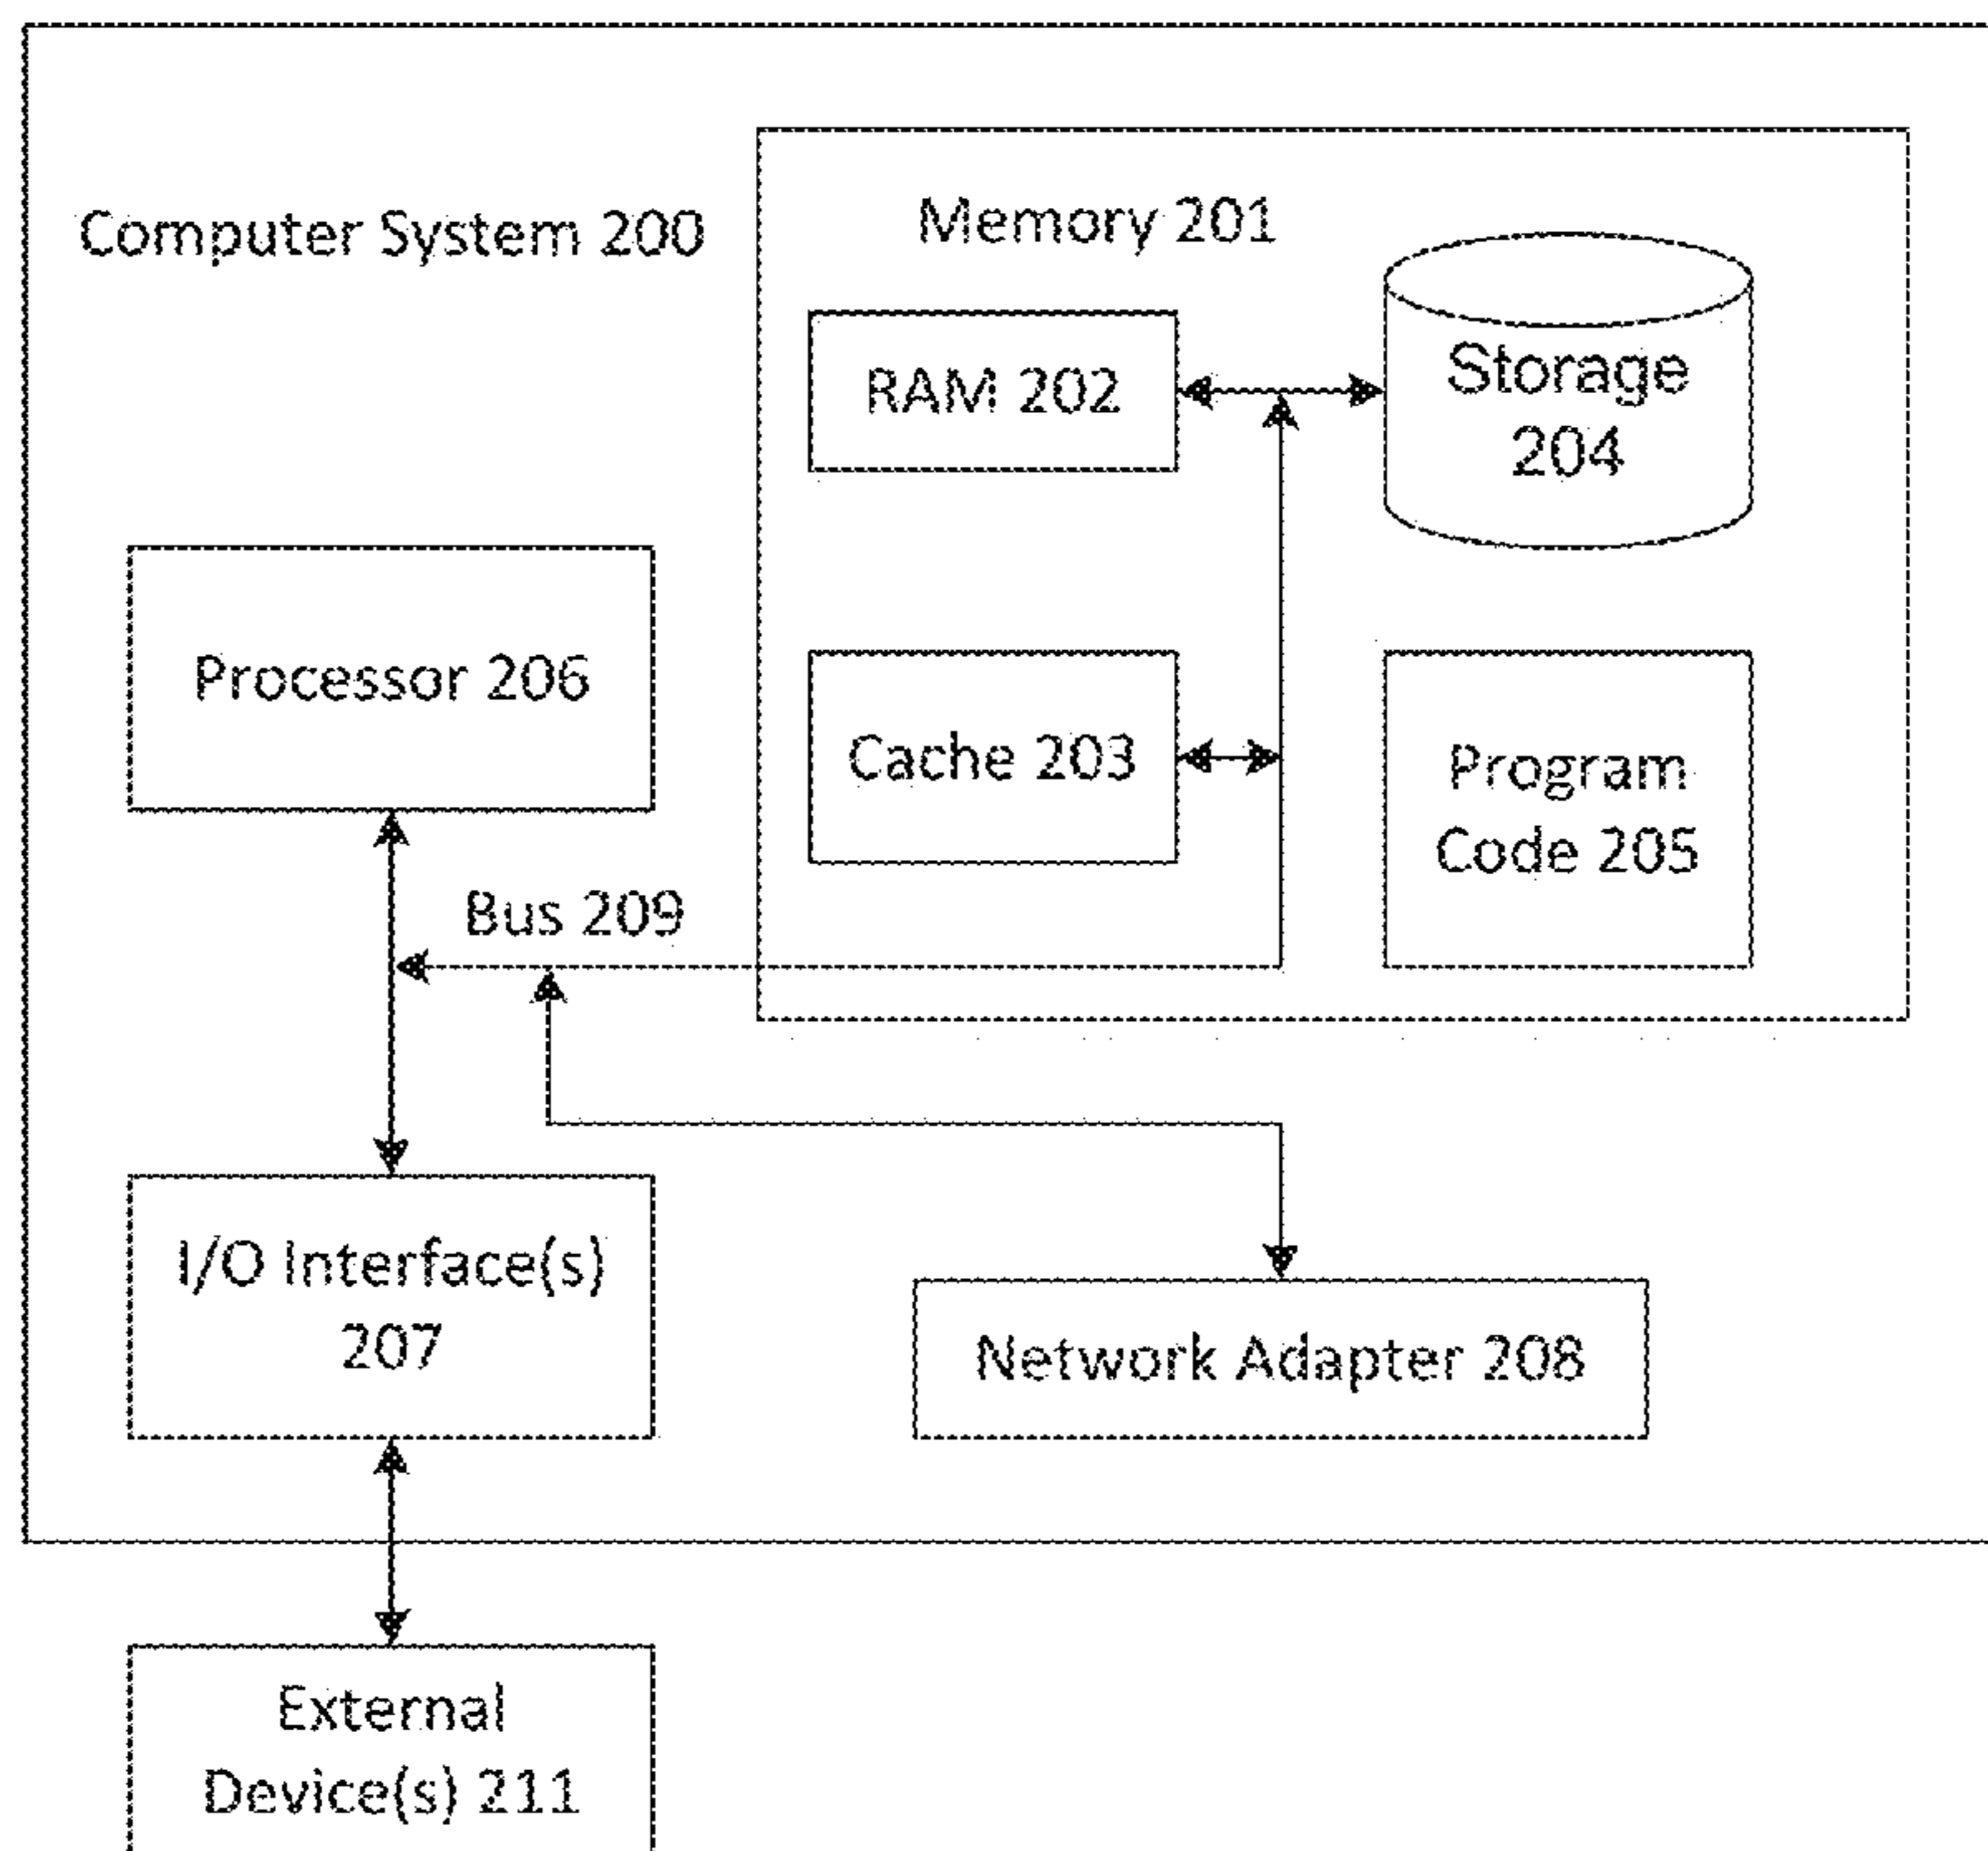 Computer System 200
Memory 201
RAM 202
Storage
204
Processor 206
Cache 203
Program
Code 205
Bus 209
I/O Interface(s)
207
Network Adapter 208
External
Device(s) 211